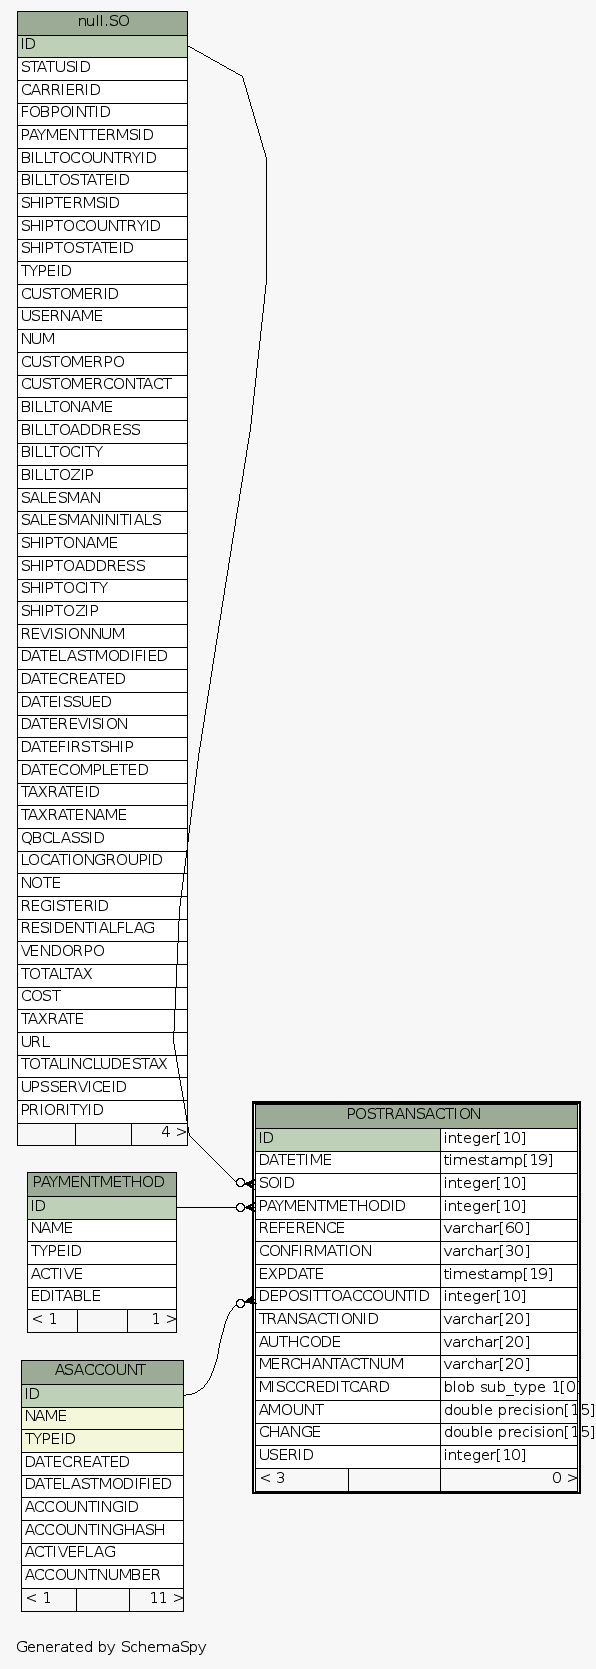 null.SO
ID
STATUSID
CARRIERID
FOBPOINTID
PAYMENTTERMSID
BILLTOCOUNTRYID
BILLTOSTATEID
SHIPTERMSID
SHIPTOCOUNTRYID
SHIPTOSTATEID
TYPEID
CUSTOMERID
USERNAME
NUM
CUSTOMERPO
CUSTOMERCONTACT
BILLTONAME
BILLTOADDRESS
BILLTOCITY
BILLTOZIP
SALESMAN
SALESMANINITIALS
SHIPTONAME
SHIPTOADDRESS
SHIPTOCITY
SHIPTOZIP
REVISIONNUM
DATELASTMODIFIED
DATECREATED
DATEISSUED
DATEREVISION
DATEFIRSTSHIP
DATECOMPLETED
TAXRATEID
TAXRATENAME
QBCLASSID
LOCATIONGROUPID
NOTE
REGISTERID
RESIDENTIALFLAG
VENDORPO
TOTALTAX
COST
TAXRATE
URL
TOTALINCLUDESTAX
UPSSERVICEID
PRIORITYID
4 >
PAYMENTMETHOD
ID
NAME
TYPEID
ACTIVE
EDITABLE
< 1 1 >
ASACCOUNT
ID
NAME
TYPEID
DATECREATED
DATELASTMODIFIED
ACCOUNTINGID
ACCOUNTINGHASH
ACTIVEFLAG
ACCOUNTNUMBER
< 1 11 >
POSTRANSACTION
ID integer[10]
DATETIME timestamp[19]
SOID integer[10]
PAYMENTMETHODID integer[10]
REFERENCE varchar[60]
CONFIRMATION varchar[30]
EXPDATE timestamp[19]
DEPOSITTOACCOUNTID integer[10]
TRANSACTIONID varchar[20]
AUTHCODE varchar[20]
MERCHANTACTNUM varchar[20]
MISCCREDITCARD blob sub_type 1[0]
AMOUNT double precision[15]
CHANGE double precision[15]
USERID integer[10]
< 3 0 >
Generated by SchemaSpy